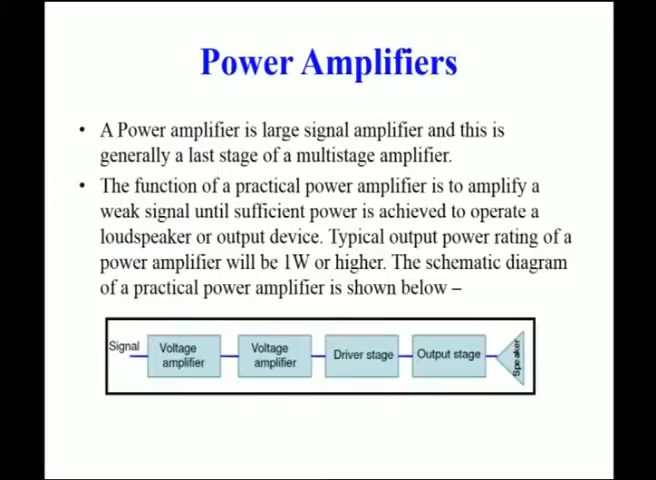 Power Amplifiers
• A Power amplifier is large signal amplifier and this is
generally a last stage of a multistage amplifier.
• The function of a practical power amplifier is to amplify a
weak signal until sufficient power is achieved to operate a
loudspeaker or output device. Typical output power rating of a
power amplifier will be 1W or higher. The schematic diagram
of a practical power amplifier is shown below –
Signal
Voltage
amplifier
Voltage
amplifier
Driver stage
Output stage
Speaker